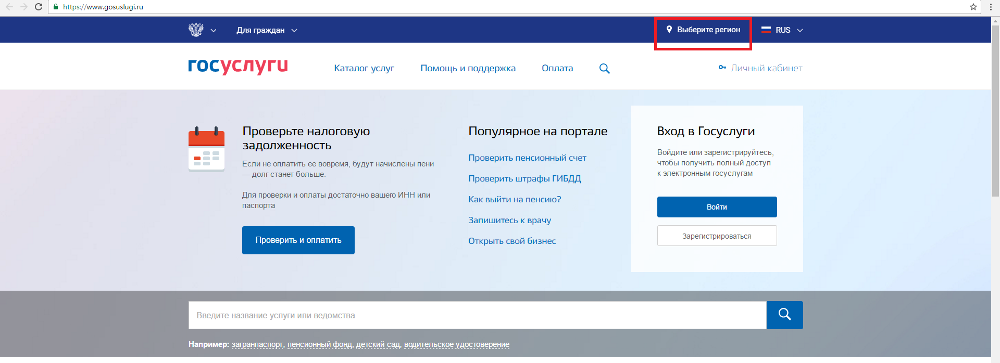 https://www.gosuslugi.ru
Для граждан
Выберите регион
RUS
госуслуги
Каталог услуг
Помощь и поддержка
Оплата
Личный кабинет
Проверьте налоговую
задолженность
Если не оплатить ее вовремя, будут начислены пени
— долг станет больше.
Для проверки и оплаты достаточно вашего ИНН или
паспорта
Проверить и оплатить
Популярное на портале
Проверить пенсионный счет
Проверить штрафы ГИБДД
Как выйти на пенсию?
Запишитесь к врачу
Открыть свой бизнес
Вход в Госуслуги
Войдите или зарегистрируйтесь,
чтобы получить полный доступ
к электронным госуслугам
Войти
Зарегистрироваться
Введите название услуги или ведомства
Например: загранпаспорт, пенсионный фонд, детский сад, водительское удостоверение